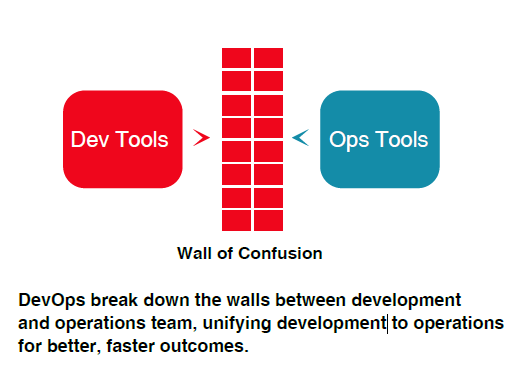 Dev Tools
Ops Tools
Wall of Confusion
DevOps break down the walls between development
and operations team, unifying development to operations
for better, faster outcomes.